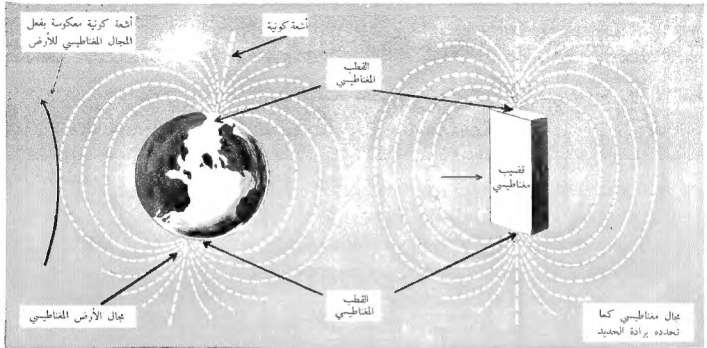 أشعة كونية معكوسة بفعل
المجال المغناطيسي للأرض
أشعة كونية
القطب
المغناطيسي
قضيب
مغناطيسي
القطب
المغناطيسي
مجال الأرض المغناطيسي
مجال مغناطيسي كما
تحدده برادة الحديد